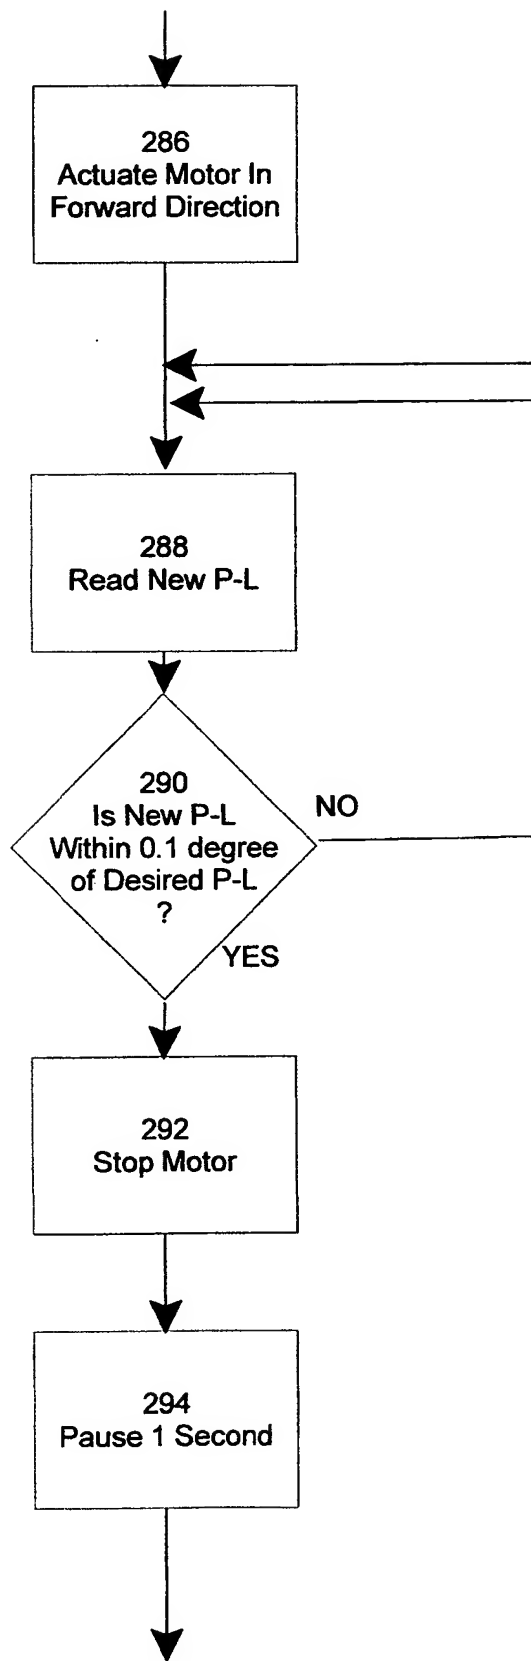 286
Actuate Motor In
Forward Direction
288
Read New P-L
290
Is New P-L
Within 0.1 degree
of Desired P-L
?
NO
YES
292
Stop Motor
294
Pause 1 Second